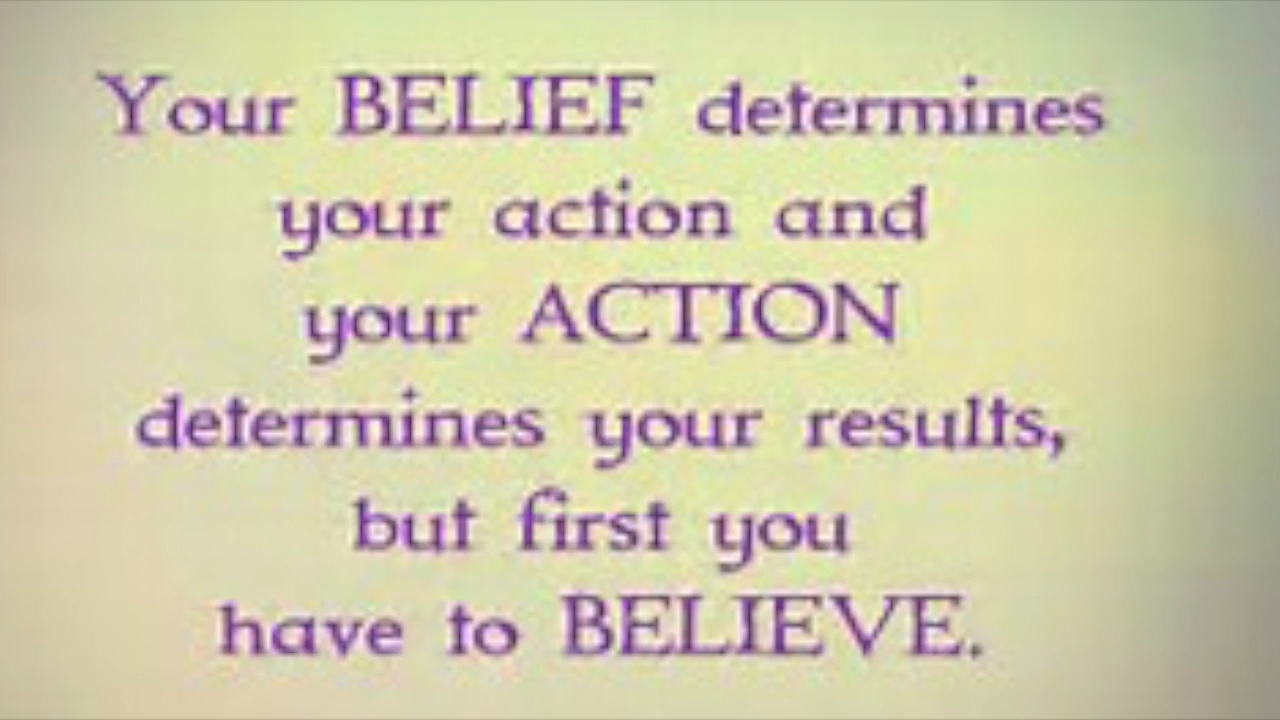 Your BELIEF determines
your action and
your ACTION
determines your results,
but first you
have to BELIEVE.